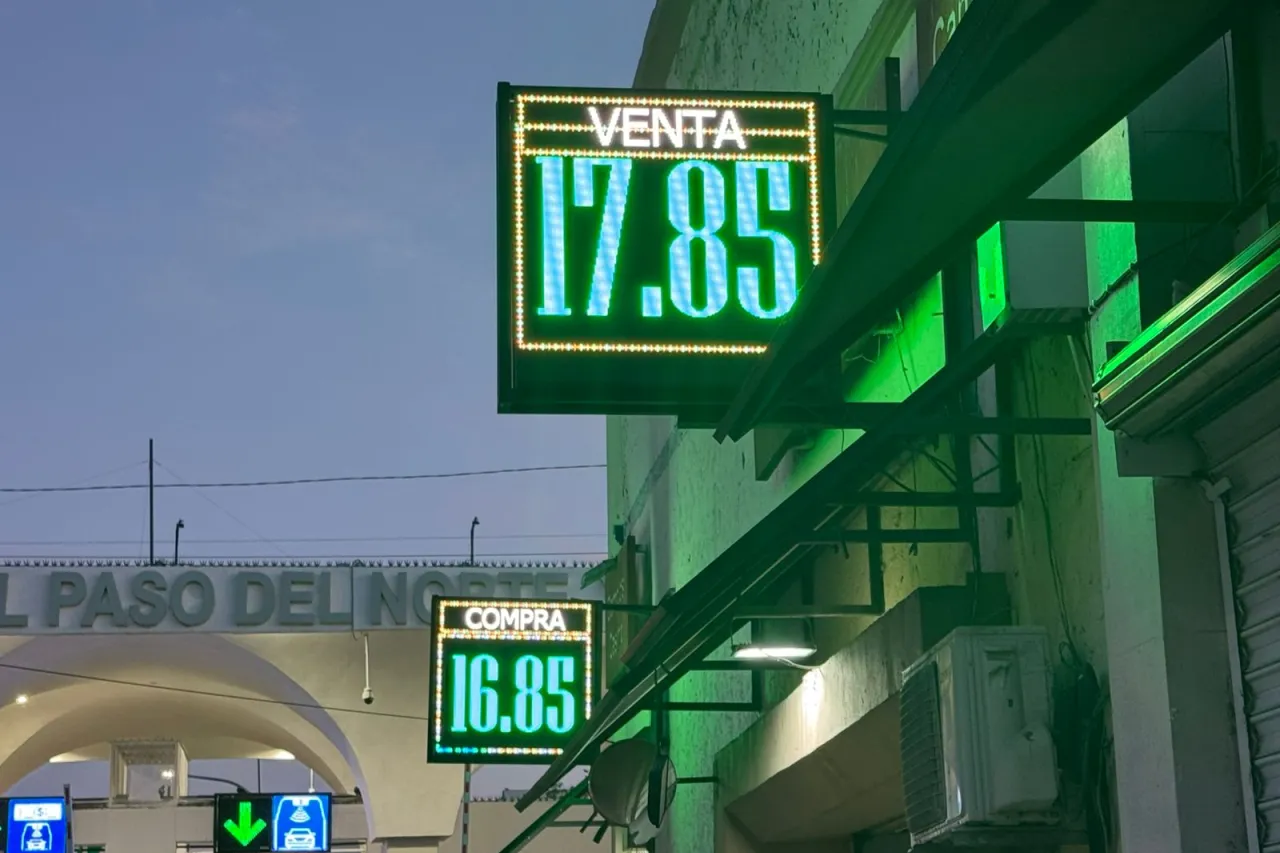 VENTA
17.85
L PASO DEL NORTE
COMPRA
16.85